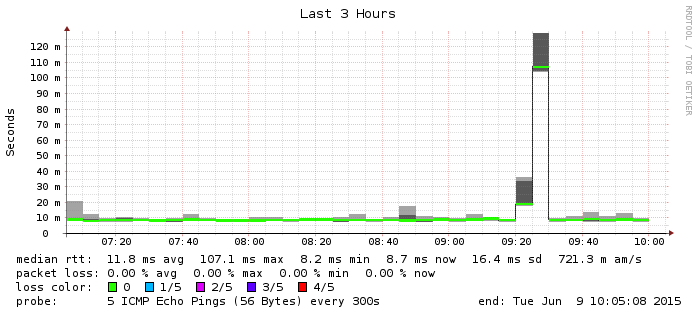 Last 3 Hours
RRDTOOL / TOBI OETIKER
Seconds
120 m
110 m
100 m
90 m
80 m
70 m
60 m
50 m
40 m
30 m
20 m
10 m
0
07:20 07:40 08:00 08:20 08:40 09:00 09:20 09:40 10:00
median rtt: 11.8 ms avg 107.1 ms max 8.2 ms min 8.7 ms now 16.4 ms sd 721.3 m am/s
packet loss: 0.00 % avg 0.00 % max 0.00 % min 0.00 % now
loss color: 0 1/5 2/5 3/5 4/5
probe: 5 ICMP Echo Pings (56 Bytes) every 300s end: Tue Jun 9 10:05:08 2015